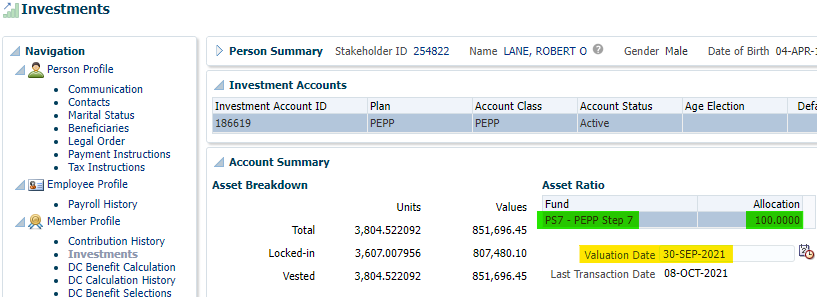 Investments
Navigation
Person Profile
Communication
Contacts
Marital Status
Beneficiaries
Legal Order
Payment Instructions
Tax Instructions
Employee Profile
Payroll History
Member Profile
Contribution History
Investments
DC Benefit Calculation
DC Calculation History
DC Benefit Selections
Person Summary Stakeholder ID 254822 Name LANE, ROBERT O Gender Male Date of Birth 04-APR-1
Investment Accounts
Investment Account ID Plan Account Class Account Status Age Election Defa
186619 PEPP PEPP Active
Account Summary
Asset Breakdown
Units Values
Total 3,804.522092 851,696.45
Locked-in 3,607.007956 807,480.10
Vested 3,804.522092 851,696.45
Asset Ratio
Fund Allocation
PS7 - PEPP Step 7 100.0000
Valuation Date 30-SEP-2021
Last Transaction Date 08-OCT-2021